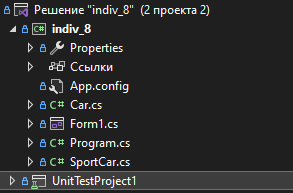 Решение "indiv_8" (2 проекта 2)
indiv_8
Properties
Ссылки
App.config
C# Car.cs
Form1.cs
C# Program.cs
C# SportCar.cs
UnitTestProject1